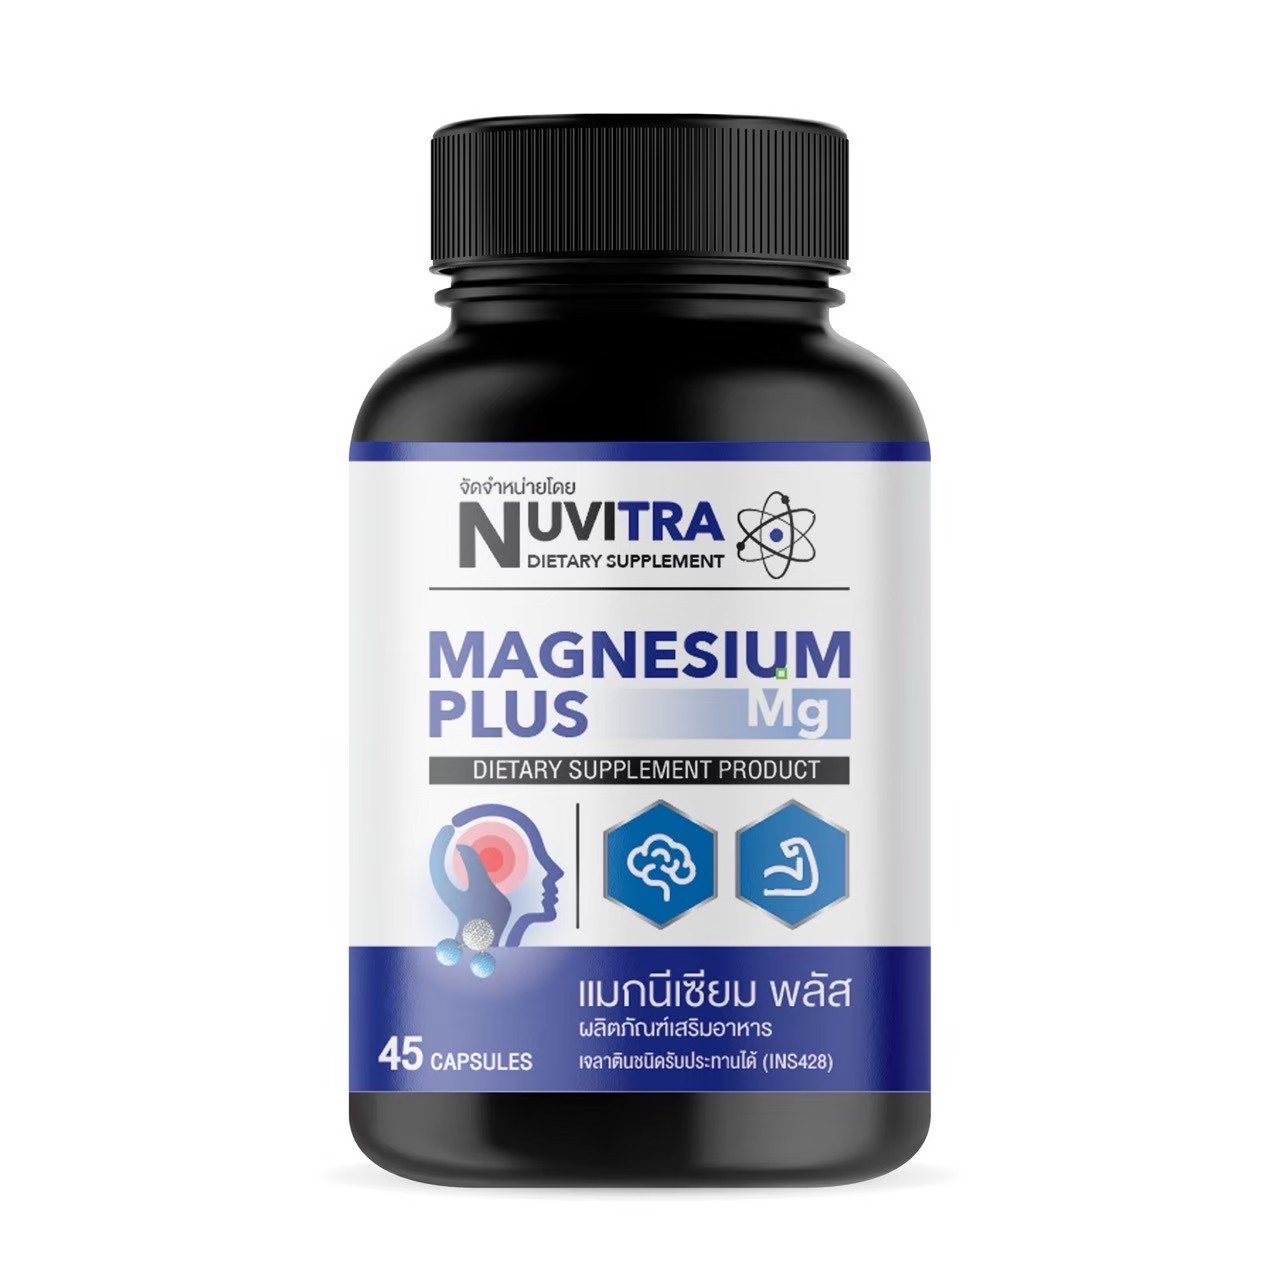 จัดจำหน่ายโดย
NUVITRA
DIETARY SUPPLEMENT
MAGNESIUM
PLUS Mg
DIETARY SUPPLEMENT PRODUCT
แมกนีเซียม พลัส
ผลิตภัณฑ์เสริมอาหาร
เจลาตินชนิดรับประทานได้ (INS428)
45 CAPSULES